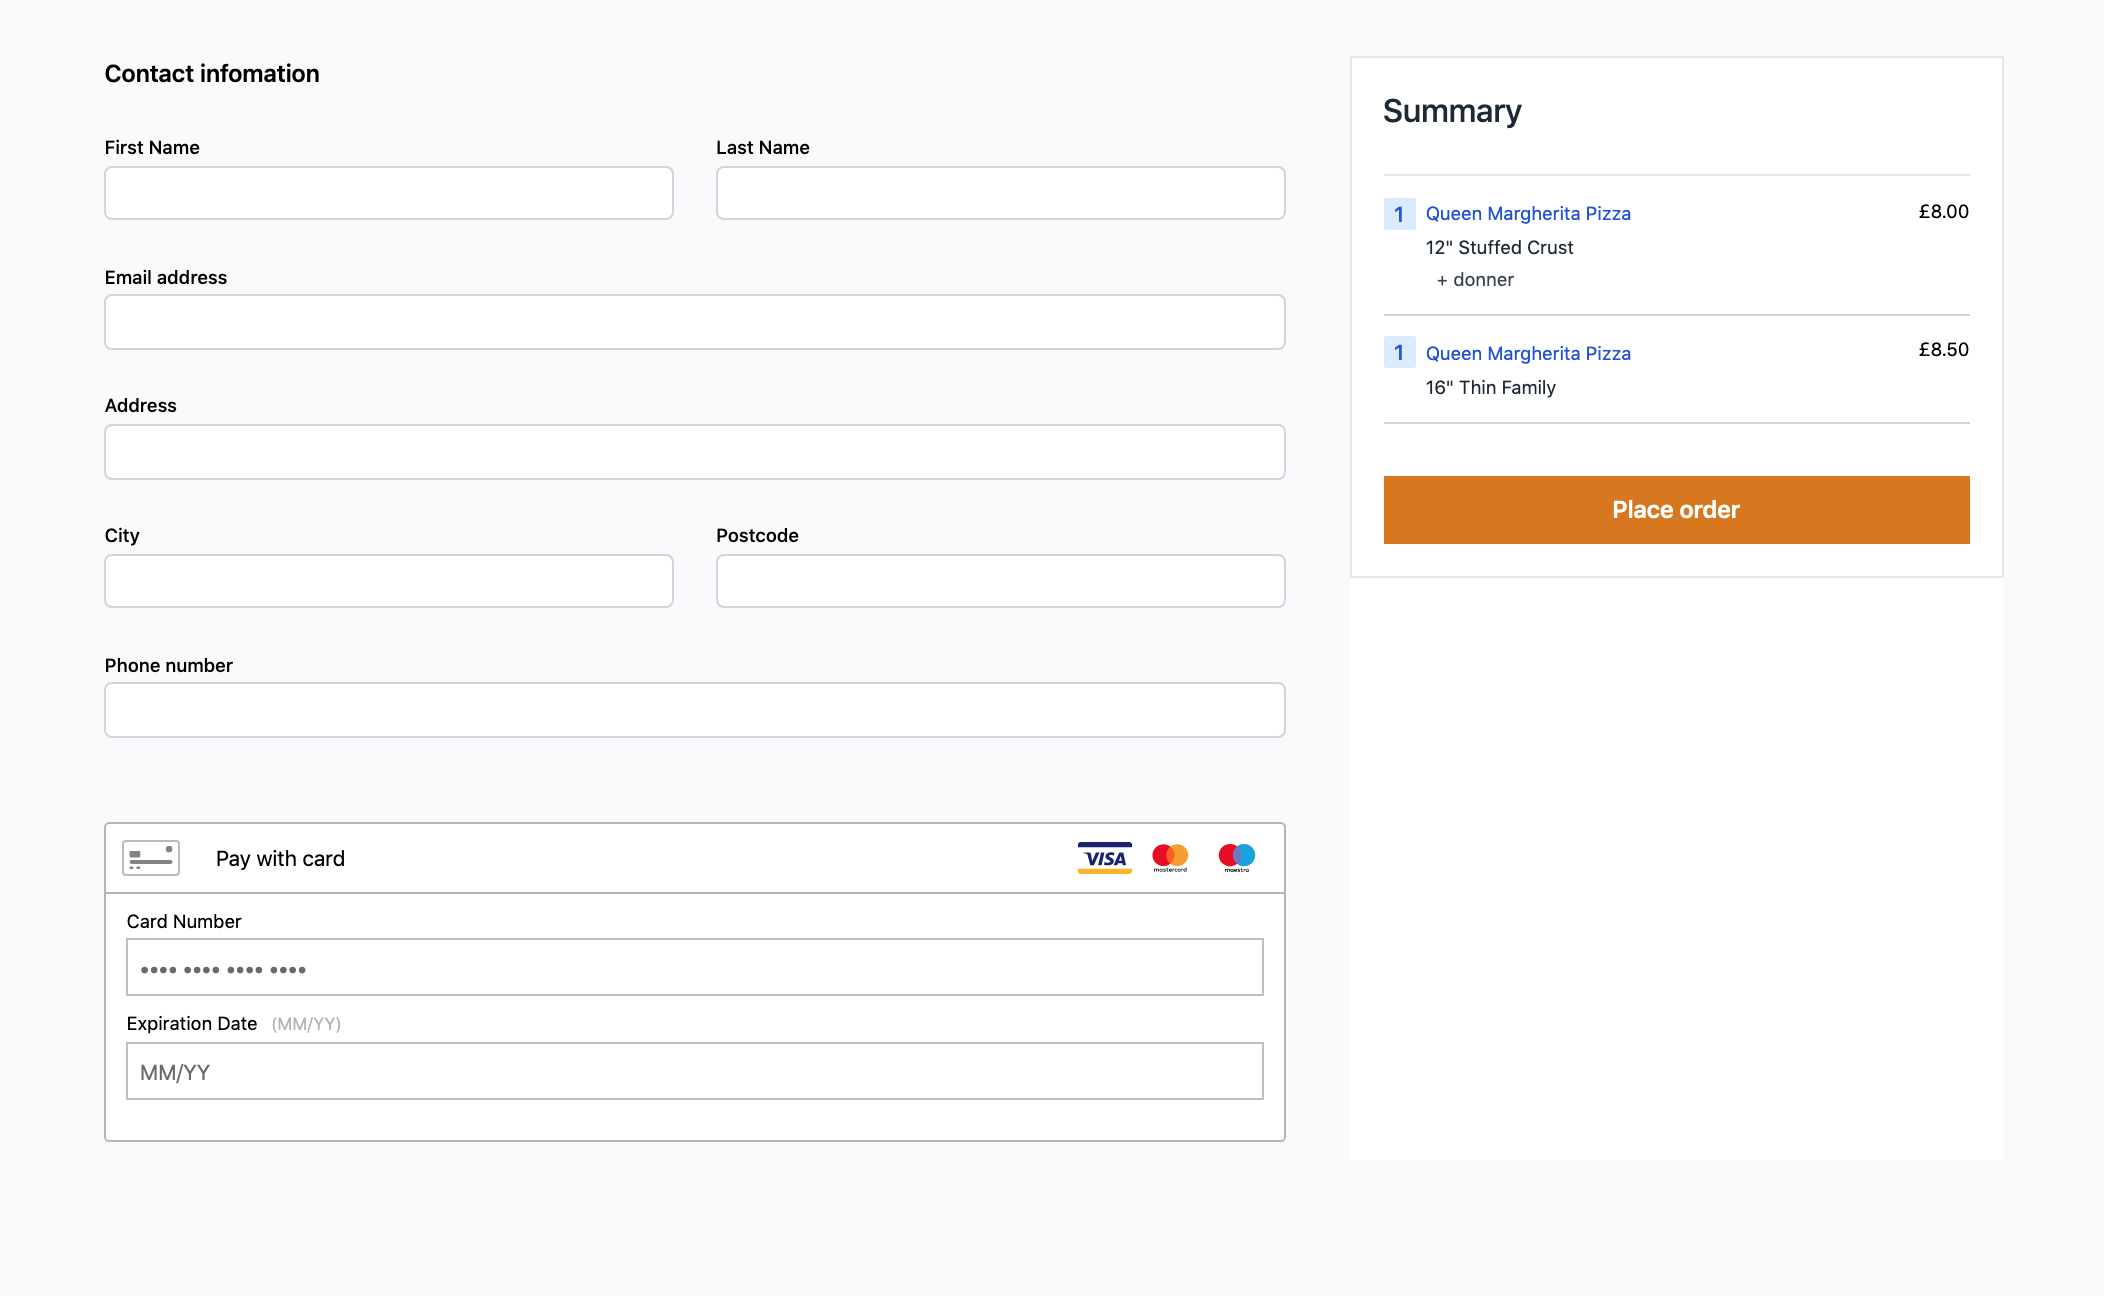 Contact infomation
First Name
Last Name
Email address
Address
City
Postcode
Phone number
Pay with card
VISA
mastercard
maestro
Card Number
•••• •••• •••• ••••
Expiration Date (MM/YY)
MM/YY
Summary
1 Queen Margherita Pizza £8.00
12" Stuffed Crust
+ donner
1 Queen Margherita Pizza £8.50
16" Thin Family
Place order